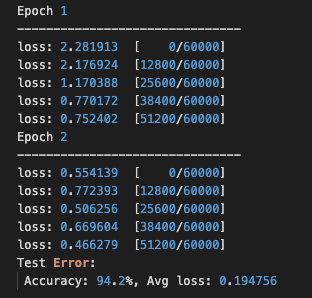 Epoch 1
-------------------------------
loss: 2.281913  [    0/60000]
loss: 2.176924  [12800/60000]
loss: 1.170388  [25600/60000]
loss: 0.770172  [38400/60000]
loss: 0.752402  [51200/60000]
Epoch 2
-------------------------------
loss: 0.554139  [    0/60000]
loss: 0.772393  [12800/60000]
loss: 0.506256  [25600/60000]
loss: 0.669604  [38400/60000]
loss: 0.466279  [51200/60000]
Test Error:
 Accuracy: 94.2%, Avg loss: 0.194756